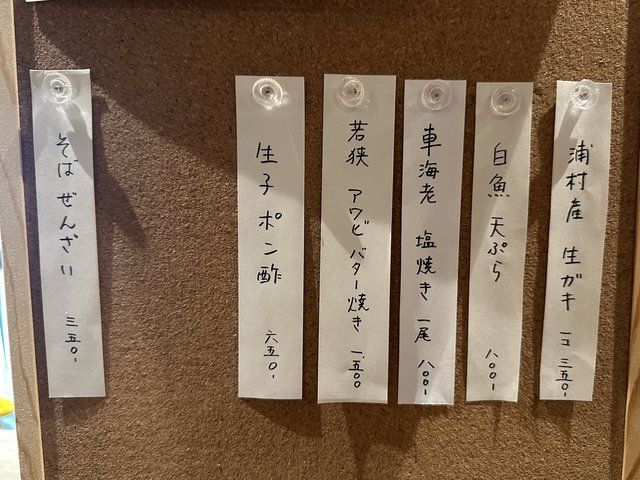 浦村産 生ガキ 一コ 三五〇.-
白魚 天ぷら 八〇〇.-
車海老 塩焼き 一尾 八〇〇.-
若狭 アワビ バター焼き 一.五〇〇
生子 ポン酢 六五〇.-
そば ぜんざい 三五〇.-